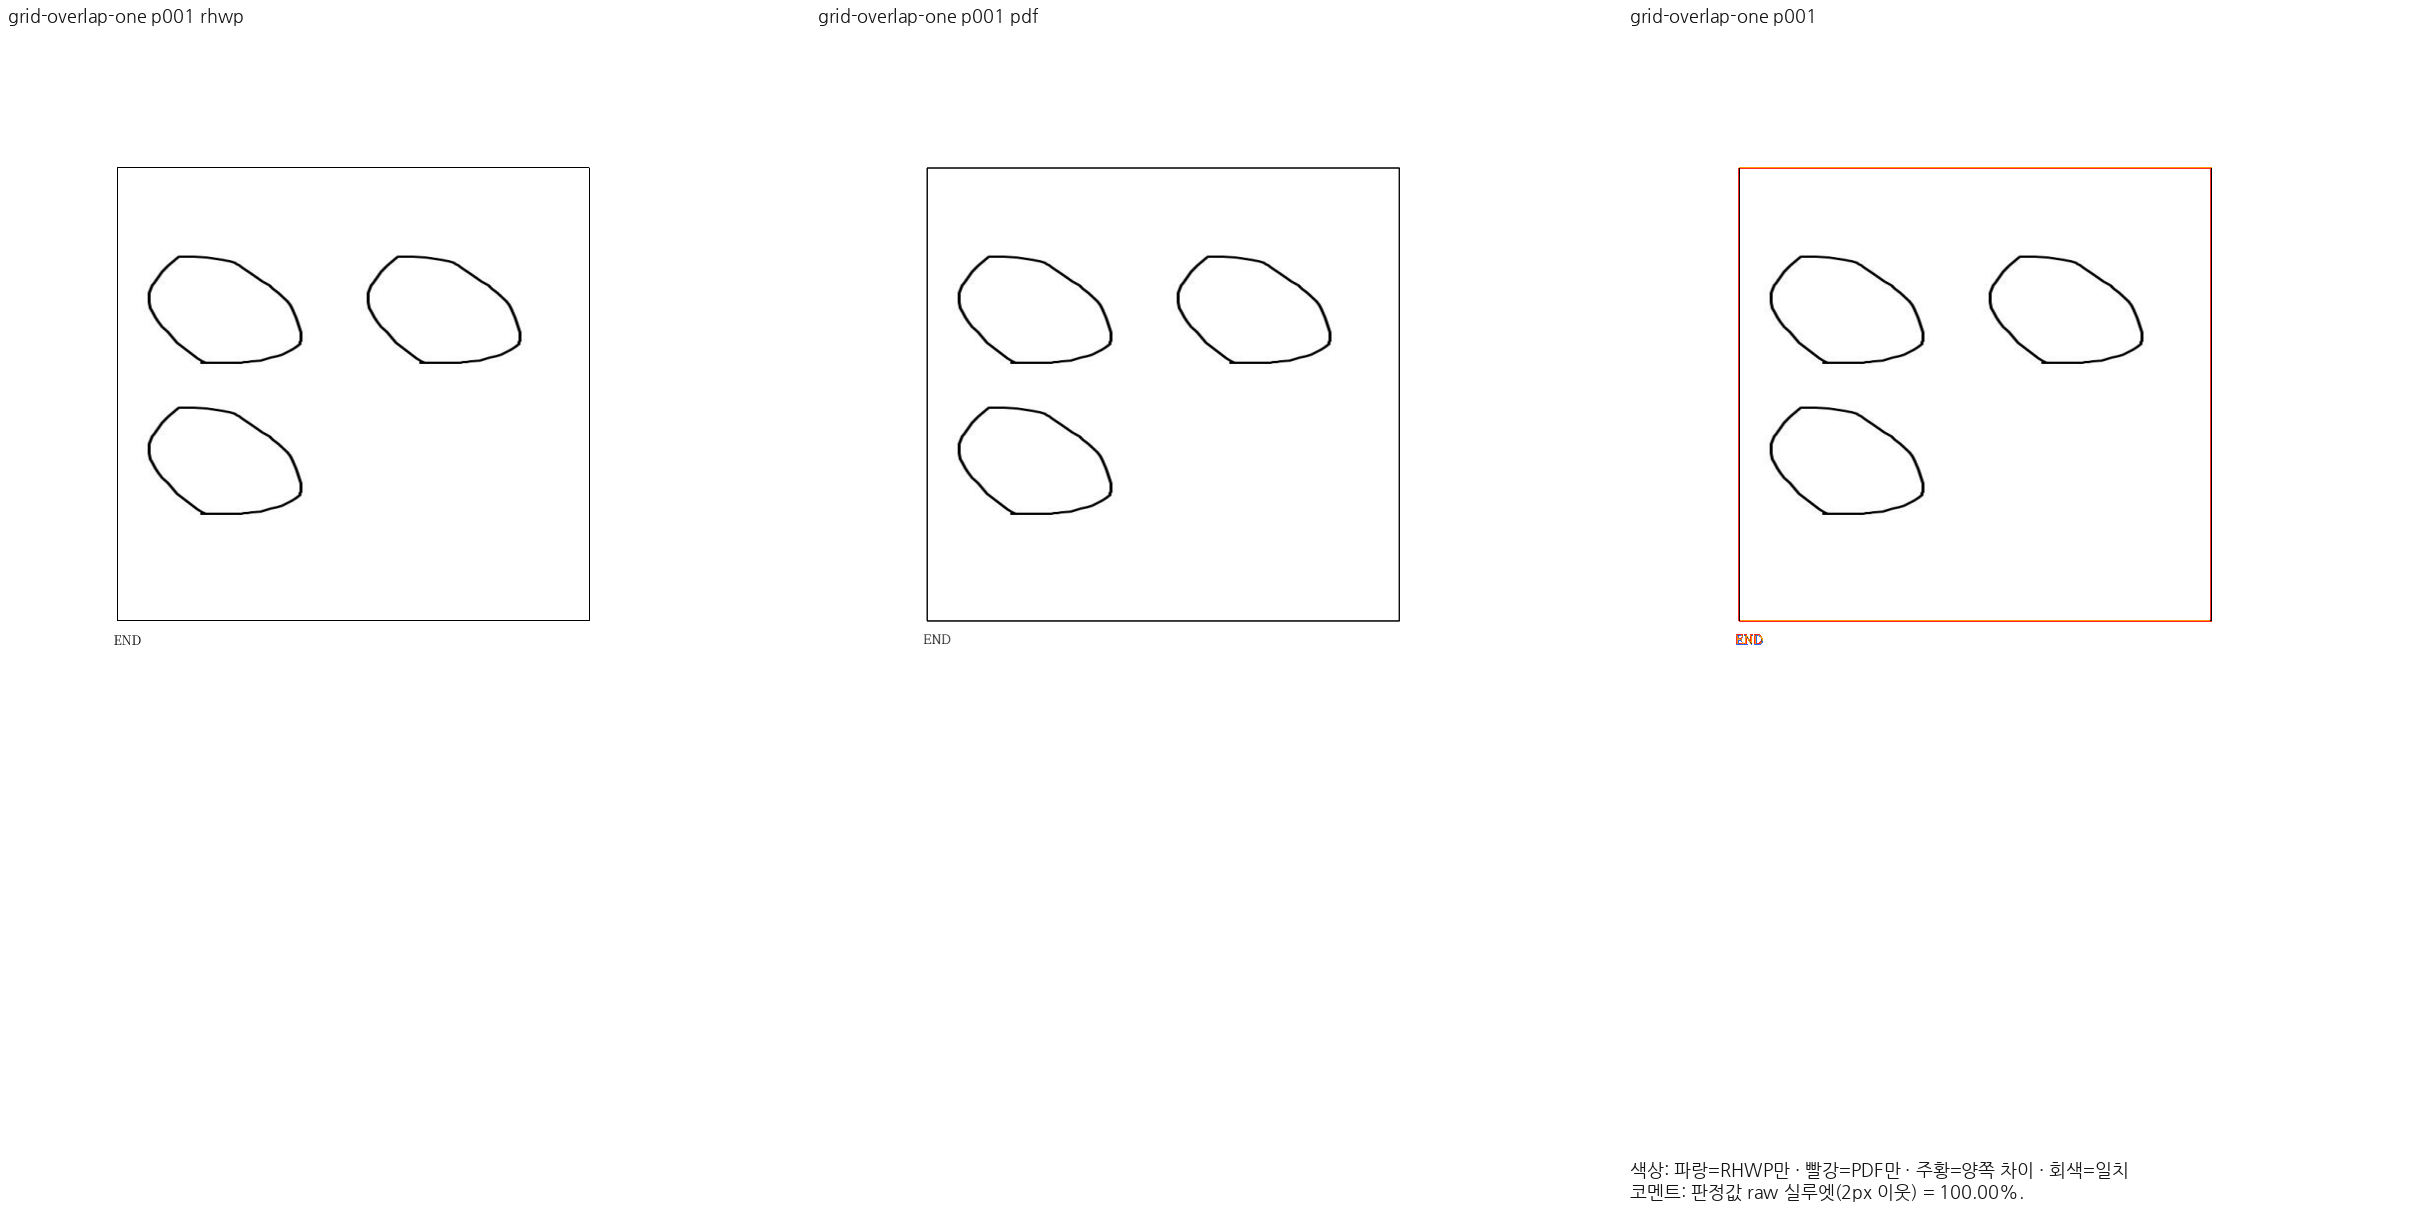 grid-overlap-one p001 rhwp
grid-overlap-one p001 pdf
grid-overlap-one p001
END
END
END
색상: 파랑=RHWP만 · 빨강=PDF만 · 주황=양쪽 차이 · 회색=일치
코멘트: 판정값 raw 실루엣(2px 이웃) = 100.00%.